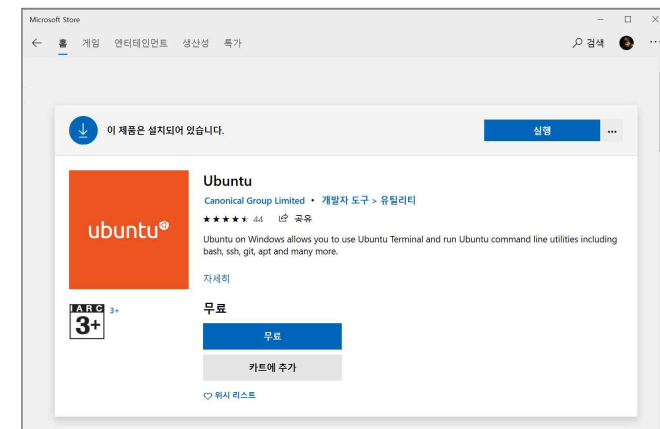 Microsoft Store
홈 게임 엔터테인먼트 생산성 특가 검색
이 제품은 설치되어 있습니다. 실행
ubuntu
Ubuntu
Canonical Group Limited • 개발자 도구 > 유틸리티
44 공유
Ubuntu on Windows allows you to use Ubuntu Terminal and run Ubuntu command line utilities including
bash, ssh, git, apt and many more.
자세히
IARC
3+
3+
무료
무료
카트에 추가
위시 리스트